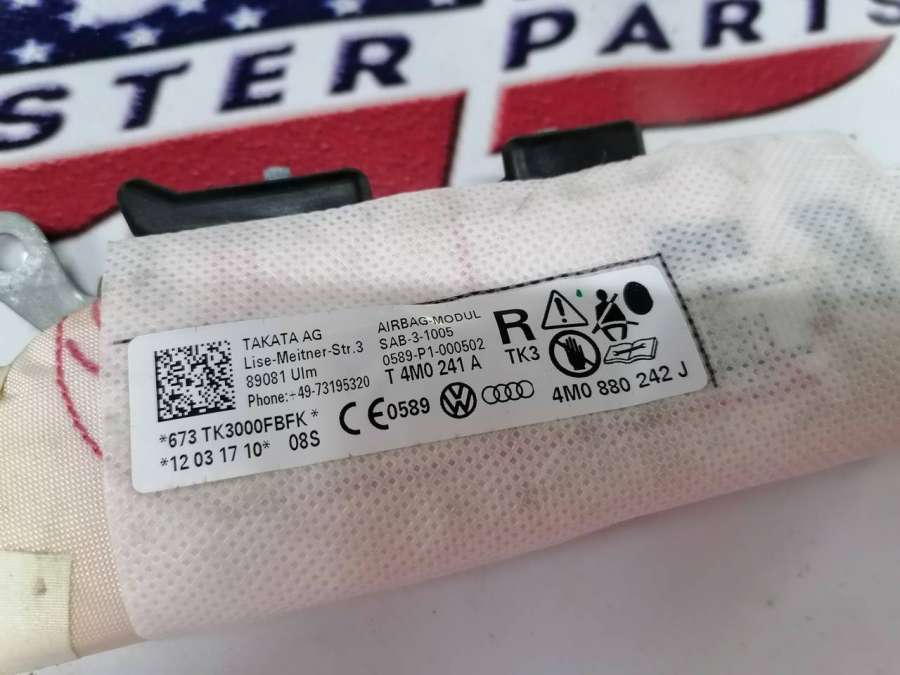 STER PARTS
TAKATA AG
Lise-Meitner-Str.3
89081 Ulm
Phone:+49-73195320
AIRBAG-MODUL
SAB-3-1005
0589-P1-000502
T 4M0 241 A
R
TK3
*673 TK3000FBFK*
*12 03 17 10* 08S
CE0589
4M0 880 242 J